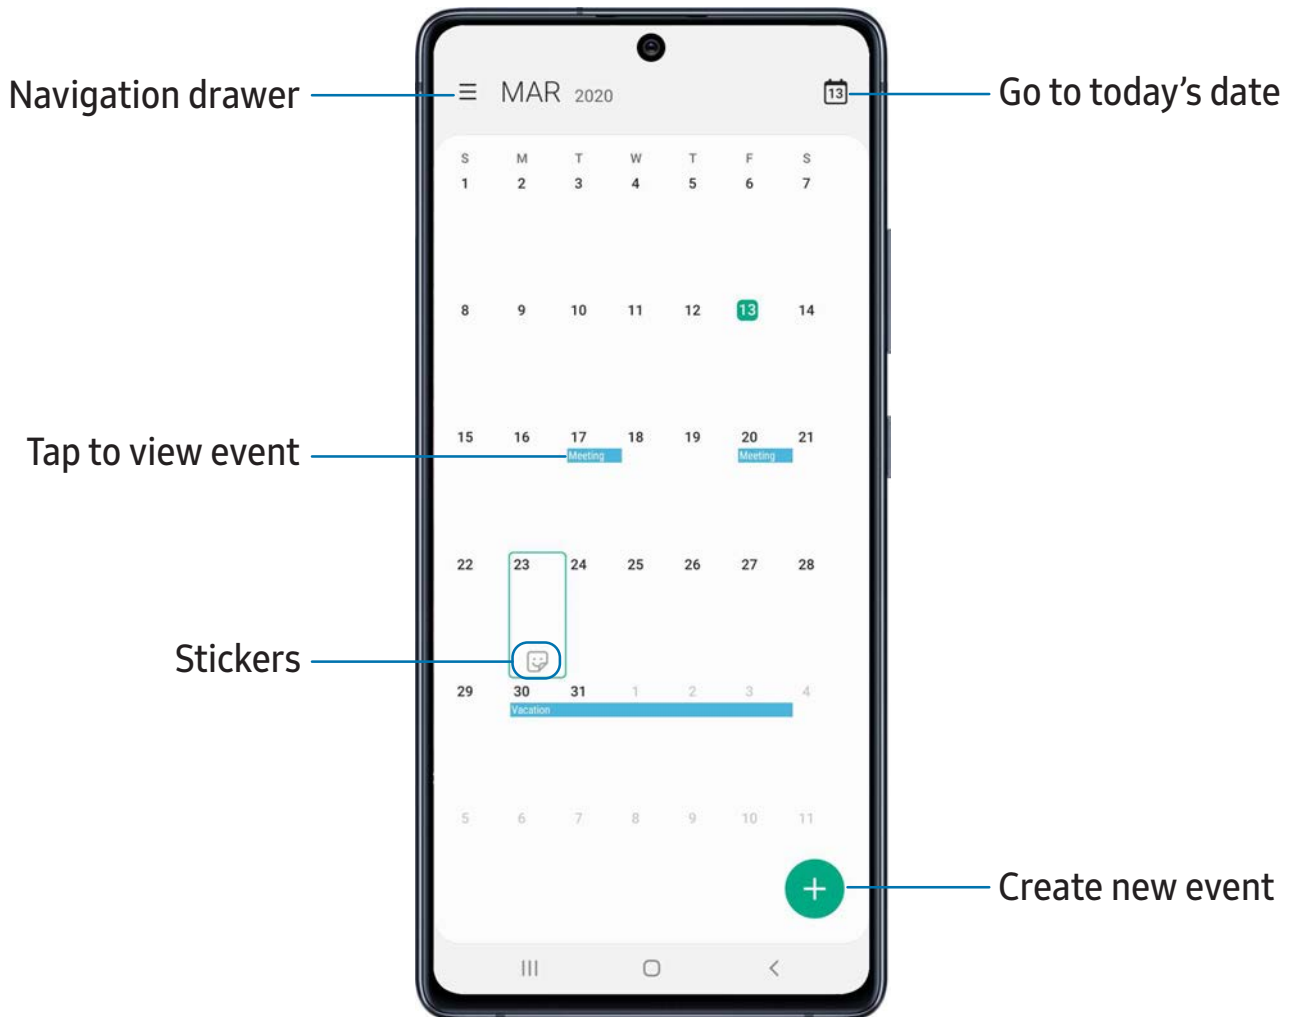 Navigation drawer
MAR 2020
13
Go to today’s date
S M T W T F S
1 2 3 4 5 6 7
8 9 10 11 12 13 14
Tap to view event
15 16 17 18 19 20 21
Meeting Meeting
22 23 24 25 26 27 28
Stickers
29 30 31 1 2 3 4
Vacation
5 6 7 8 9 10 11
Create new event